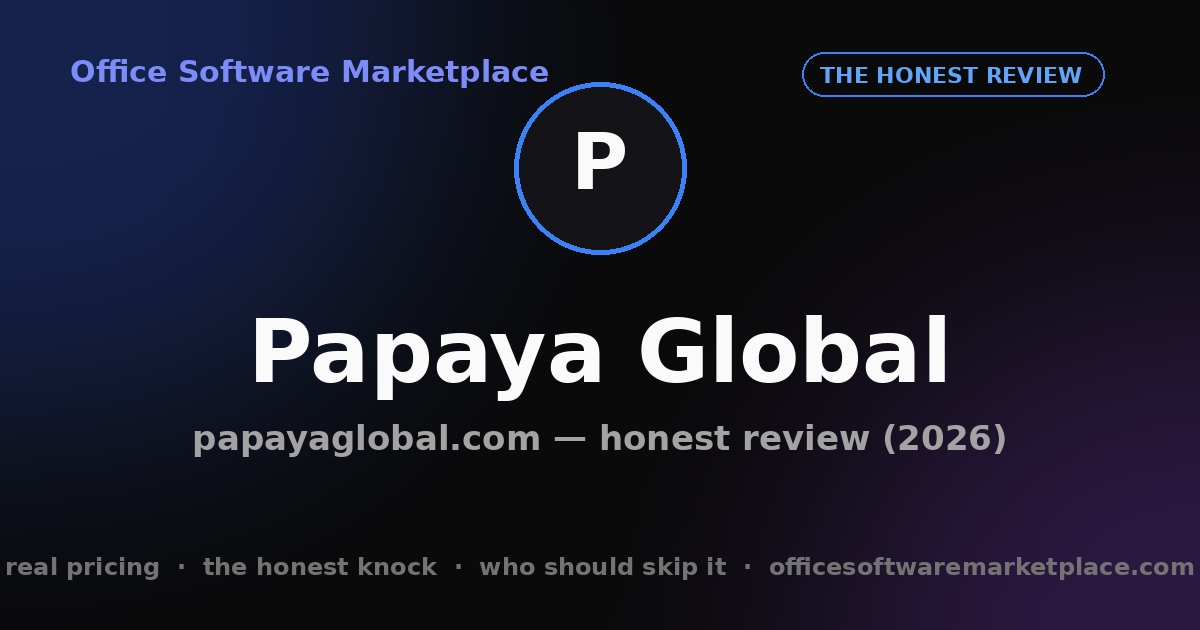 Office Software Marketplace
THE HONEST REVIEW
P
Papaya Global
papayaglobal.com — honest review (2026)
real pricing · the honest knock · who should skip it · officesoftwaremarketplace.com